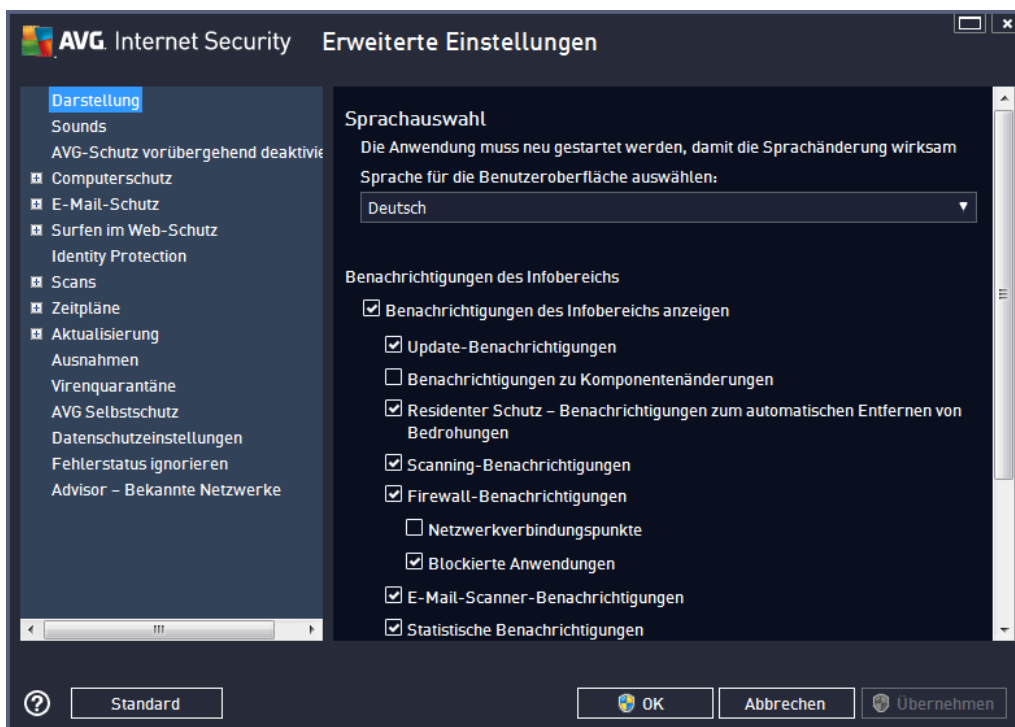 AVG. Internet Security Erweiterte Einstellungen
Darstellung
Sounds
AVG-Schutz vorübergehend deaktivie
Computerschutz
E-Mail-Schutz
Surfen im Web-Schutz
Identity Protection
Scans
Zeitpläne
Aktualisierung
Ausnahmen
Virenquarantäne
AVG Selbstschutz
Datenschutzeinstellungen
Fehlerstatus ignorieren
Advisor – Bekannte Netzwerke
Sprachauswahl
Die Anwendung muss neu gestartet werden, damit die Sprachänderung wirksam
Sprache für die Benutzeroberfläche auswählen:
Deutsch
Benachrichtigungen des Infobereichs
Benachrichtigungen des Infobereichs anzeigen
Update-Benachrichtigungen
Benachrichtigungen zu Komponentenänderungen
Residenter Schutz – Benachrichtigungen zum automatischen Entfernen von
Bedrohungen
Scanning-Benachrichtigungen
Firewall-Benachrichtigungen
Netzwerkverbindungspunkte
Blockierte Anwendungen
E-Mail-Scanner-Benachrichtigungen
Statistische Benachrichtigungen
Standard
OK
Abbrechen
Übernehmen